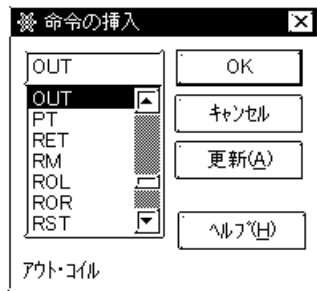 命令の挿入
OUT
OUT
PT
RET
RM
ROL
ROR
RST
OK
ｷｬﾝｾﾙ
更新(A)
ﾍﾙﾌﾟ(H)
ｱｳﾄ・ｺｲﾙ